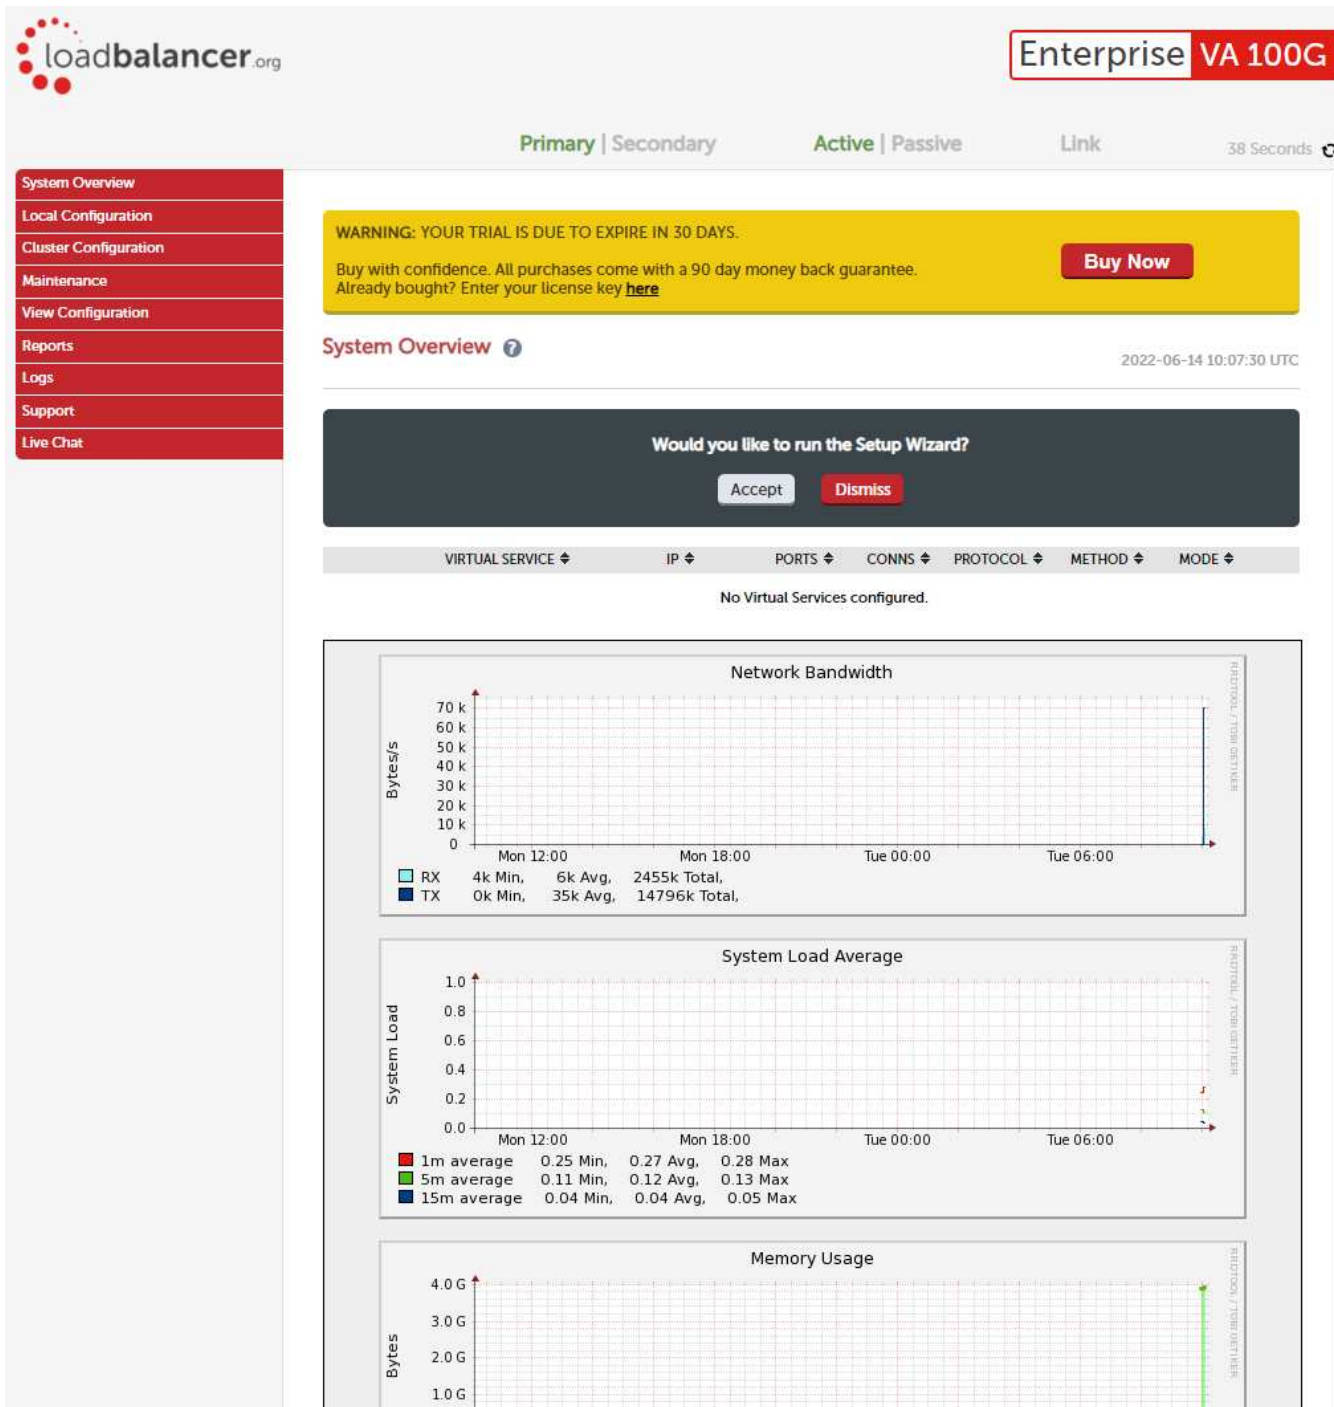 loadbalancer.org
Enterprise VA 100G
Primary | Secondary Active | Passive Link 38 Seconds
System Overview
Local Configuration
Cluster Configuration
Maintenance
View Configuration
Reports
Logs
Support
Live Chat
WARNING: YOUR TRIAL IS DUE TO EXPIRE IN 30 DAYS.
Buy with confidence. All purchases come with a 90 day money back guarantee.
Already bought? Enter your license key here
Buy Now
System Overview ?
2022-06-14 10:07:30 UTC
Would you like to run the Setup Wizard?
Accept Dismiss
VIRTUAL SERVICE IP PORTS CONNS PROTOCOL METHOD MODE
No Virtual Services configured.
Network Bandwidth
Bytes/s
70 k
60 k
50 k
40 k
30 k
20 k
10 k
0
Mon 12:00 Mon 18:00 Tue 00:00 Tue 06:00
RX 4k Min, 6k Avg, 2455k Total,
TX 0k Min, 35k Avg, 14796k Total,
RRDTOOL / TOBI OETIKER
System Load Average
System Load
1.0
0.8
0.6
0.4
0.2
0.0
Mon 12:00 Mon 18:00 Tue 00:00 Tue 06:00
1m average 0.25 Min, 0.27 Avg, 0.28 Max
5m average 0.11 Min, 0.12 Avg, 0.13 Max
15m average 0.04 Min, 0.04 Avg, 0.05 Max
RRDTOOL / TOBI OETIKER
Memory Usage
Bytes
4.0 G
3.0 G
2.0 G
1.0 G
RRDTOOL / TOBI OETIKER